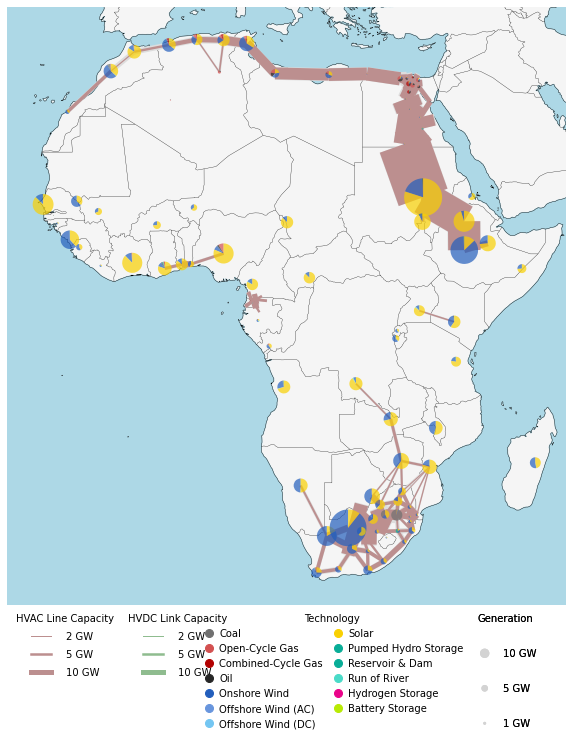 HVAC Line Capacity
2 GW
5 GW
10 GW
HVDC Link Capacity
2 GW
5 GW
10 GW
Technology
Coal
Open-Cycle Gas
Combined-Cycle Gas
Oil
Onshore Wind
Offshore Wind (AC)
Offshore Wind (DC)
Solar
Pumped Hydro Storage
Reservoir & Dam
Run of River
Hydrogen Storage
Battery Storage
Generation
10 GW
5 GW
1 GW